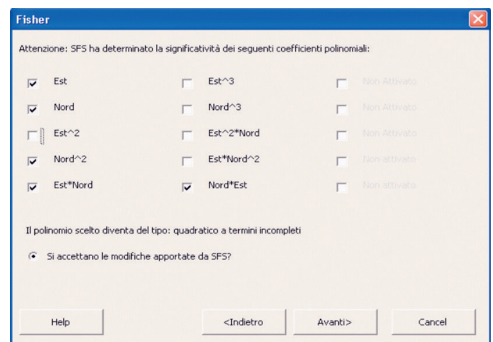 Fisher
Attenzione: SFS ha determinato la significatività dei seguenti coefficienti polinomiali:
Est Est^3 Non Attivato
Nord Nord^3 Non Attivato
Est^2 Est^2*Nord Non Attivato
Nord^2 Est*Nord^2 Non Attivato
Est*Nord Nord*Est Non attivato
Il polinomio scelto diventa del tipo: quadratico a termini incompleti
Si accettano le modifiche apportate da SFS?
Help <Indietro Avanti> Cancel